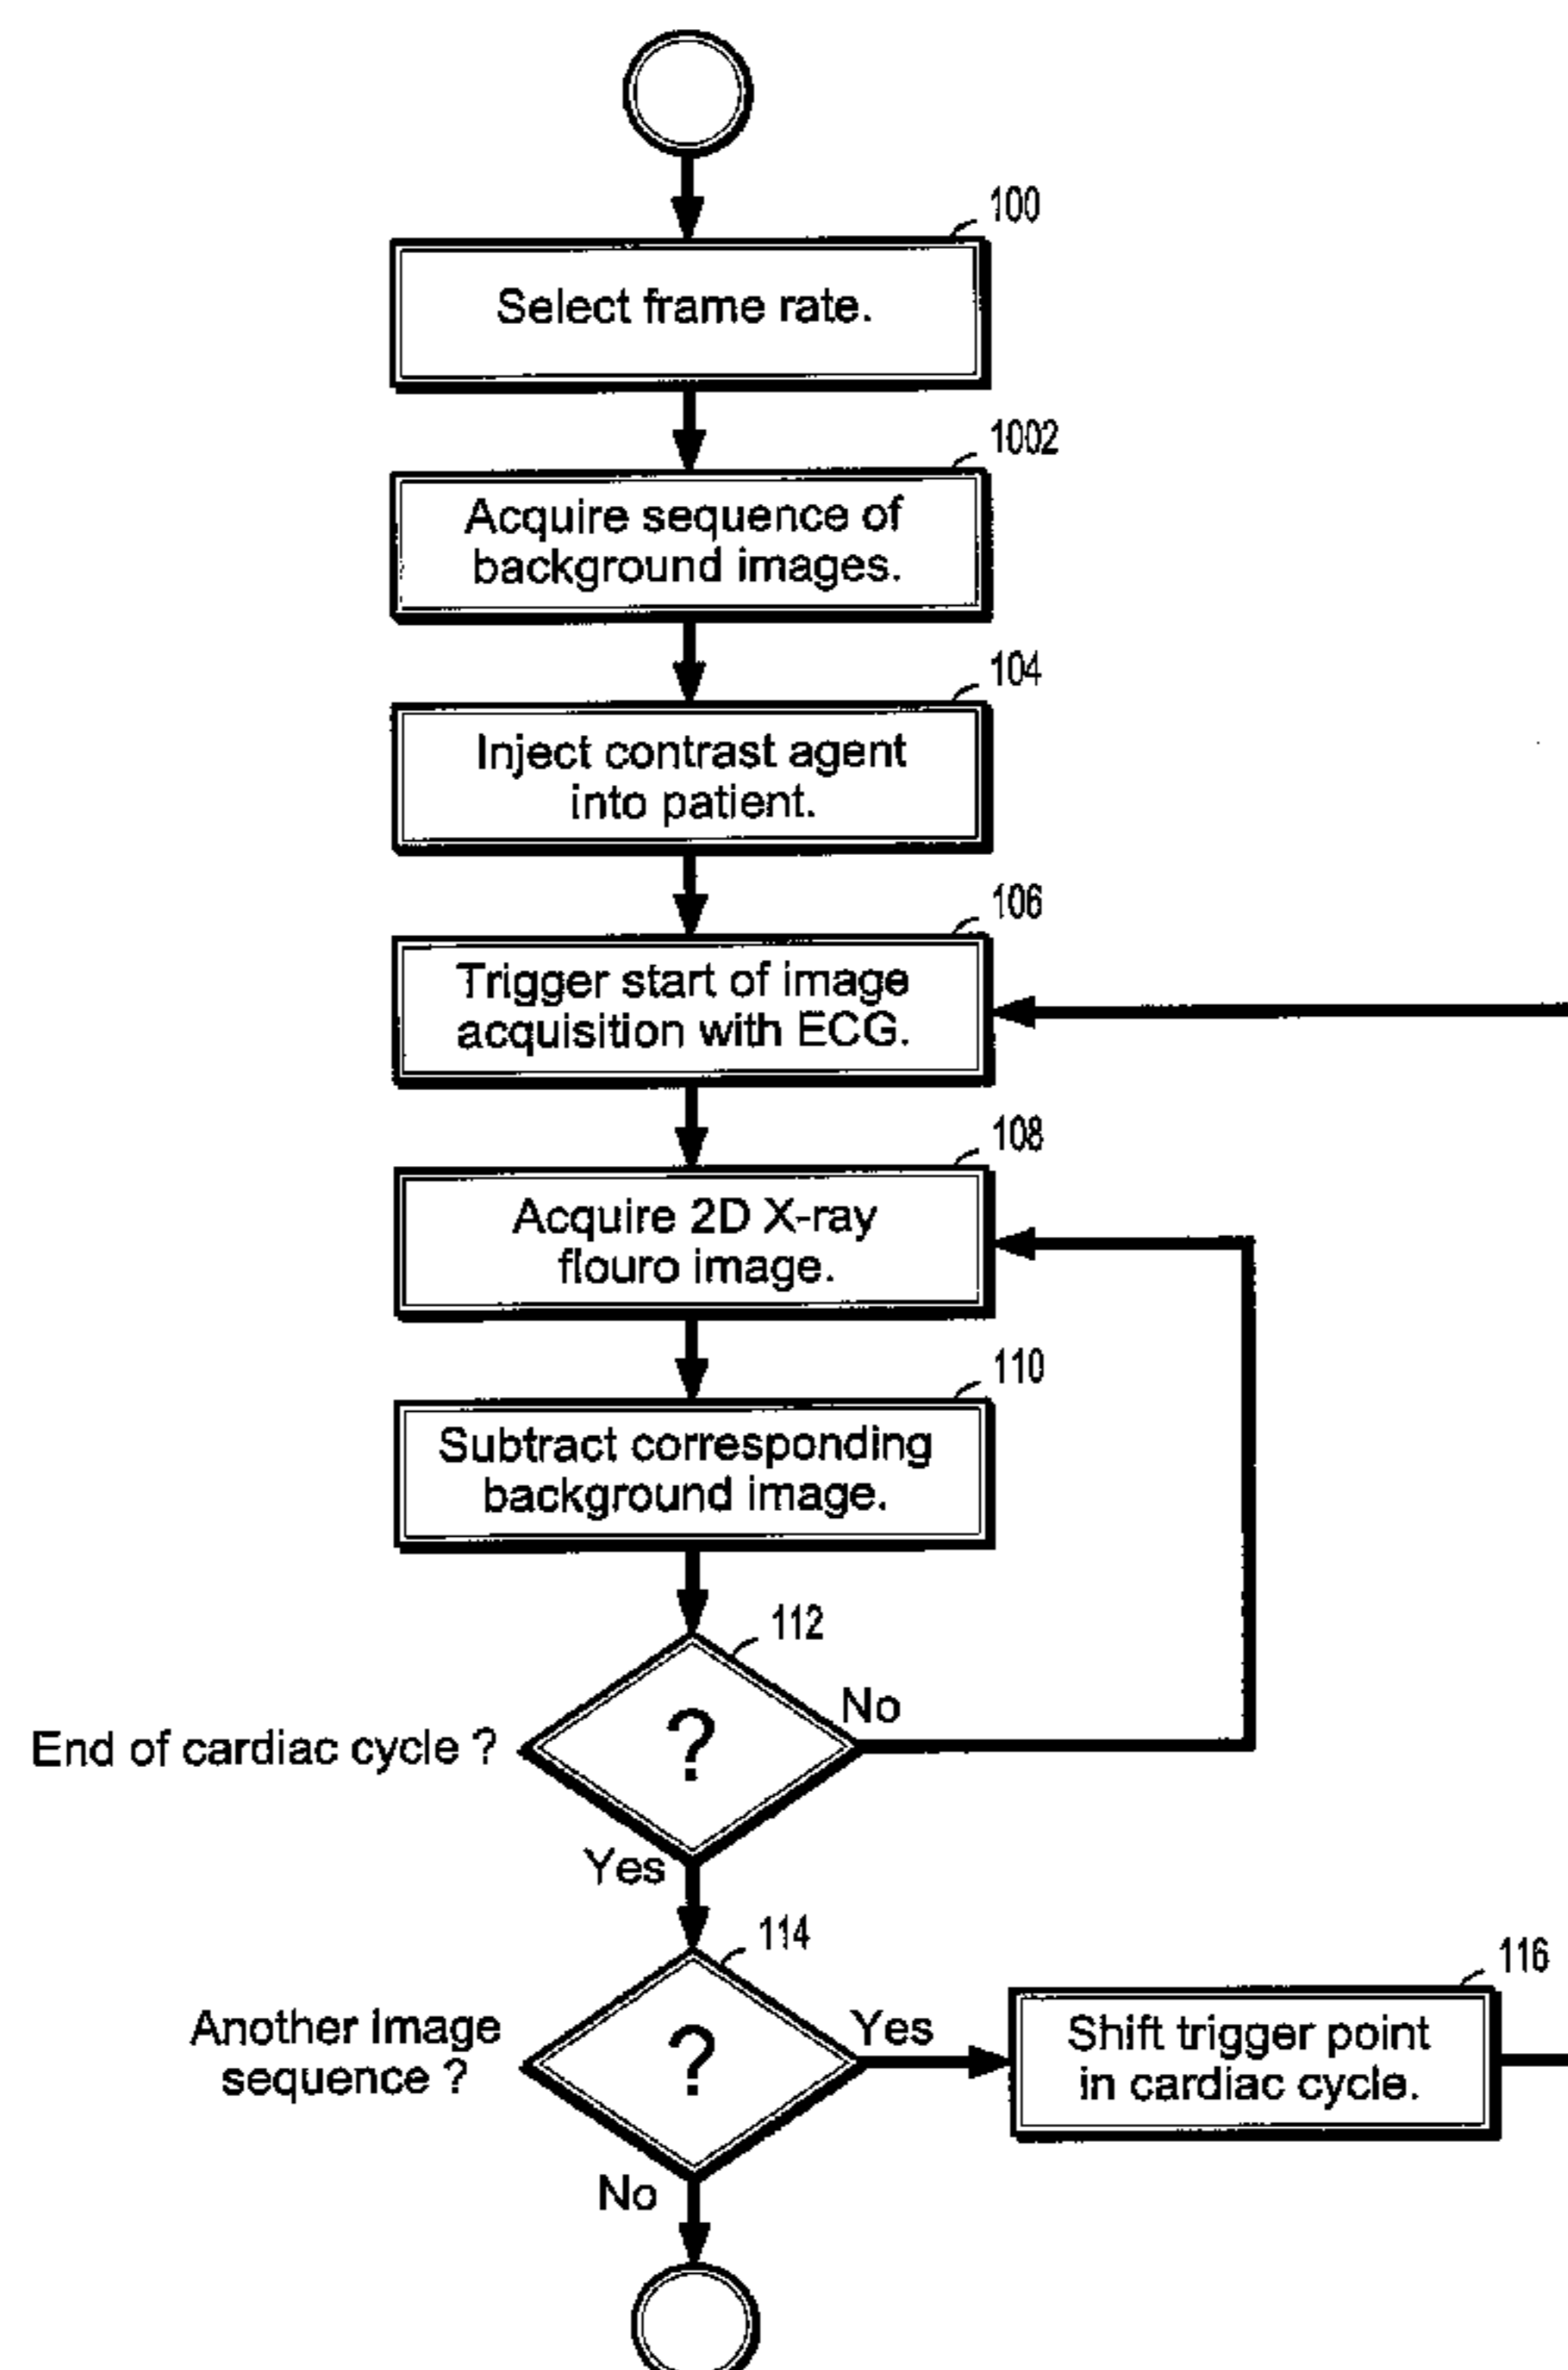 100
Select frame rate.
1002
Acquire sequence of
background images.
104
Inject contrast agent
into patient.
106
Trigger start of image
acquisition with ECG.
108
Acquire 2D X-ray
flouro image.
110
Subtract corresponding
background image.
112
End of cardiac cycle ?
?
No
Yes
114
Another image
sequence ?
?
Yes
116
Shift trigger point
in cardiac cycle.
No